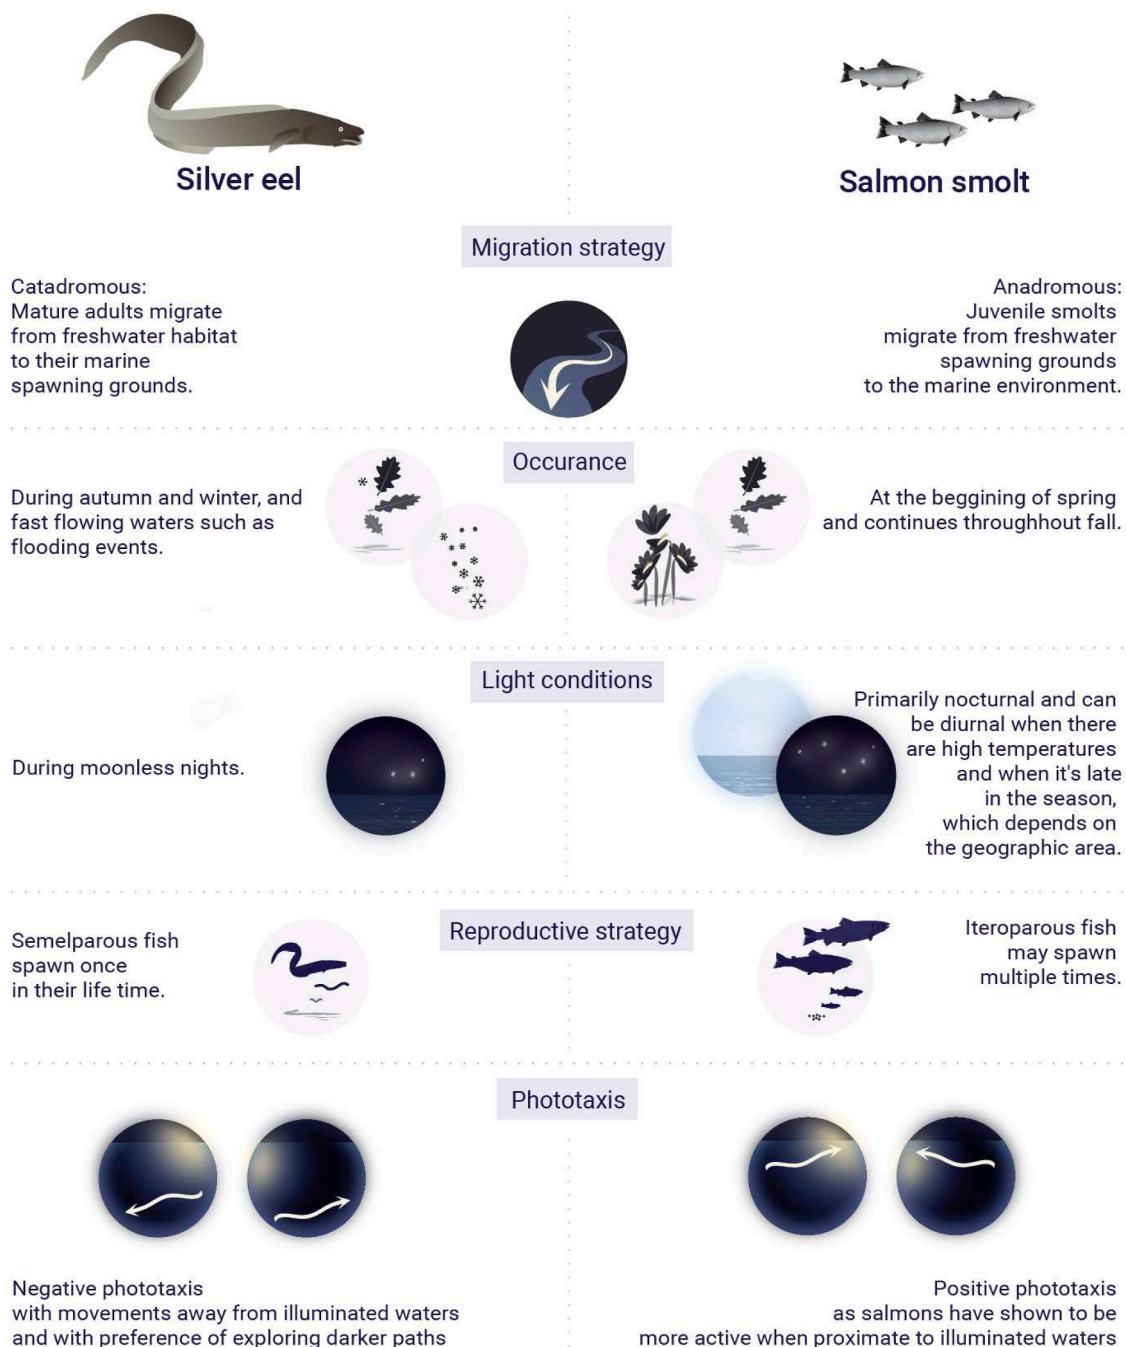 Silver eel
Salmon smolt
Migration strategy
Catadromous:
Mature adults migrate
from freshwater habitat
to their marine
spawning grounds.
Anadromous:
Juvenile smolts
migrate from freshwater
spawning grounds
to the marine environment.
Occurance
During autumn and winter, and
fast flowing waters such as
flooding events.
At the beggining of spring
and continues throughhout fall.
Light conditions
During moonless nights.
Primarily nocturnal and can
be diurnal when there
are high temperatures
and when it's late
in the season,
which depends on
the geographic area.
Reproductive strategy
Semelparous fish
spawn once
in their life time.
Iteroparous fish
may spawn
multiple times.
Phototaxis
Negative phototaxis
with movements away from illuminated waters
and with preference of exploring darker paths
Positive phototaxis
as salmons have shown to be
more active when proximate to illuminated waters